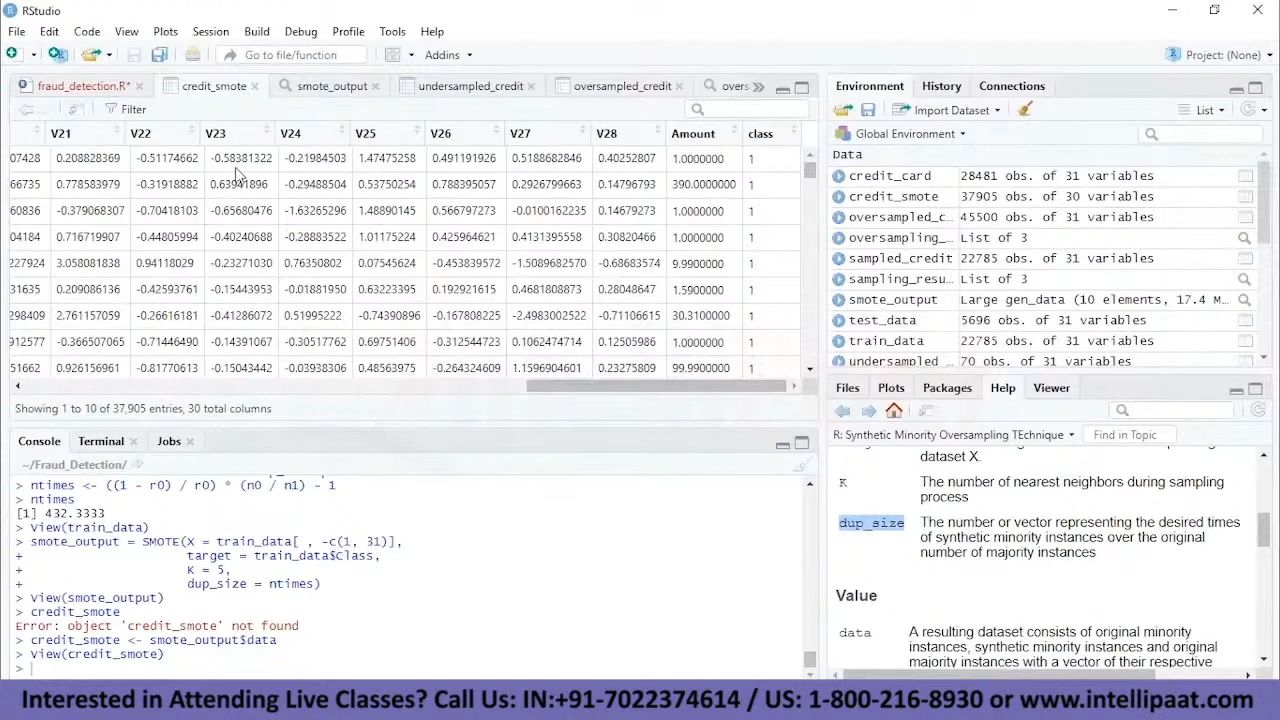 RStudio
File Edit Code View Plots Session Build Debug Profile Tools Help
Go to file/function Addins Project: (None)
fraud_detection.R* credit_smote smote_output undersampled_credit oversampled_credit overs
Filter
V21 V22 V23 V24 V25 V26 V27 V28 Amount class
07428 0.208828287 -0.51174662 -0.58381322 -0.21984503 1.47475258 0.491191926 0.5188682846 0.40252807 1.0000000 1
66735 0.778583979 -0.31918882 0.63941896 -0.29488504 0.53750254 0.788395057 0.2926799663 0.14796793 390.0000000 1
60836 -0.379068307 -0.70418103 -0.65680476 -1.63265296 1.48890145 0.566797273 -0.0100162235 0.14679273 1.0000000 1
04184 0.716719907 2.44805994 -0.40240688 -0.28883522 1.01175224 0.425964621 0.4131395558 0.30820466 1.0000000 1
227924 3.058081838 0.94118029 -0.23271030 0.76350802 0.07545624 -0.453839572 -1.5089682570 -0.68683574 9.9900000 1
31635 0.209086136 -0.42593761 -0.15443953 -0.01881950 0.63223395 0.192921615 0.4681808873 0.28048647 1.5900000 1
298409 2.761157059 -0.26616181 -0.41286072 0.51995222 -0.74390896 -0.167808225 -2.4983002522 -0.71106615 30.3100000 1
912577 -0.366507065 -0.71446490 -0.14391067 -0.30517762 0.69751406 -0.312544723 0.1062474714 0.12505986 1.0000000 1
51662 0.926156961 -0.81770613 -0.15043442 -0.03938306 0.48563975 -0.264324609 1.1596904601 0.23275809 99.9900000 1
Showing 1 to 10 of 37,905 entries, 30 total columns
Console Terminal Jobs
~/Fraud_Detection/
> ntimes <- ((1 - r0) / r0) * (n0 / n1) - 1
> ntimes
[1] 432.3333
> View(train_data)
> smote_output = SMOTE(X = train_data[ , -c(1, 31)],
+ target = train_data$Class,
+ K = 5,
+ dup_size = ntimes)
> View(smote_output)
> credit_smote
Error: object 'credit_smote' not found
> credit_smote <- smote_output$data
> View(credit_smote)
>
Environment History Connections
Import Dataset List
Global Environment
Data
credit_card 28481 obs. of 31 variables
credit_smote 37905 obs. of 30 variables
oversampled_c… 45500 obs. of 31 variables
oversampling_… List of 3
sampled_credit 22785 obs. of 31 variables
sampling_resu… List of 3
smote_output Large gen_data (10 elements, 17.4 M…
test_data 5696 obs. of 31 variables
train_data 22785 obs. of 31 variables
undersampled_ 70 obs. of 31 variables
Files Plots Packages Help Viewer
R: Synthetic Minority Oversampling TEchnique Find in Topic
dataset X.
K The number of nearest neighbors during sampling
process
dup_size The number or vector representing the desired times
of synthetic minority instances over the original
number of majority instances
Value
data A resulting dataset consists of original minority
instances, synthetic minority instances and original
majority instances with a vector of their respective
Interested in Attending Live Classes? Call Us: IN:+91-7022374614 / US: 1-800-216-8930 or www.intellipaat.com